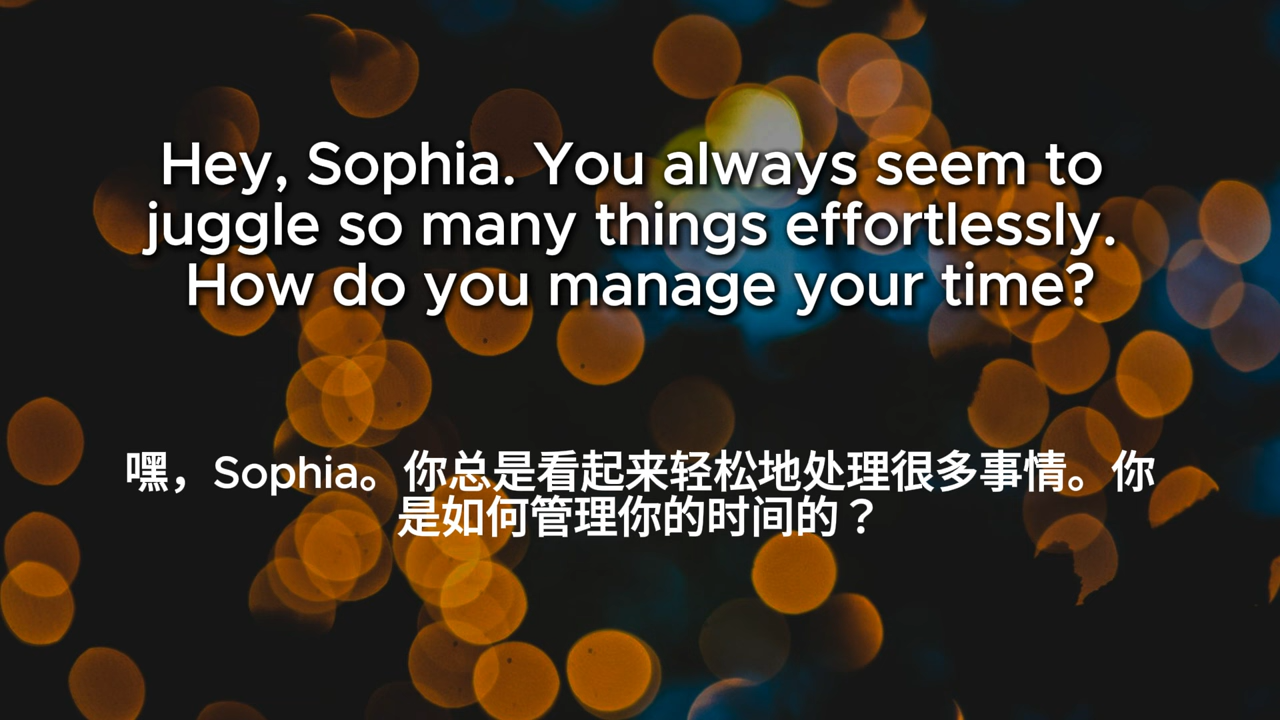 Hey, Sophia. You always seem to
juggle so many things effortlessly.
How do you manage your time?
嘿，Sophia。你总是看起来轻松地处理很多事情。你
是如何管理你的时间的？